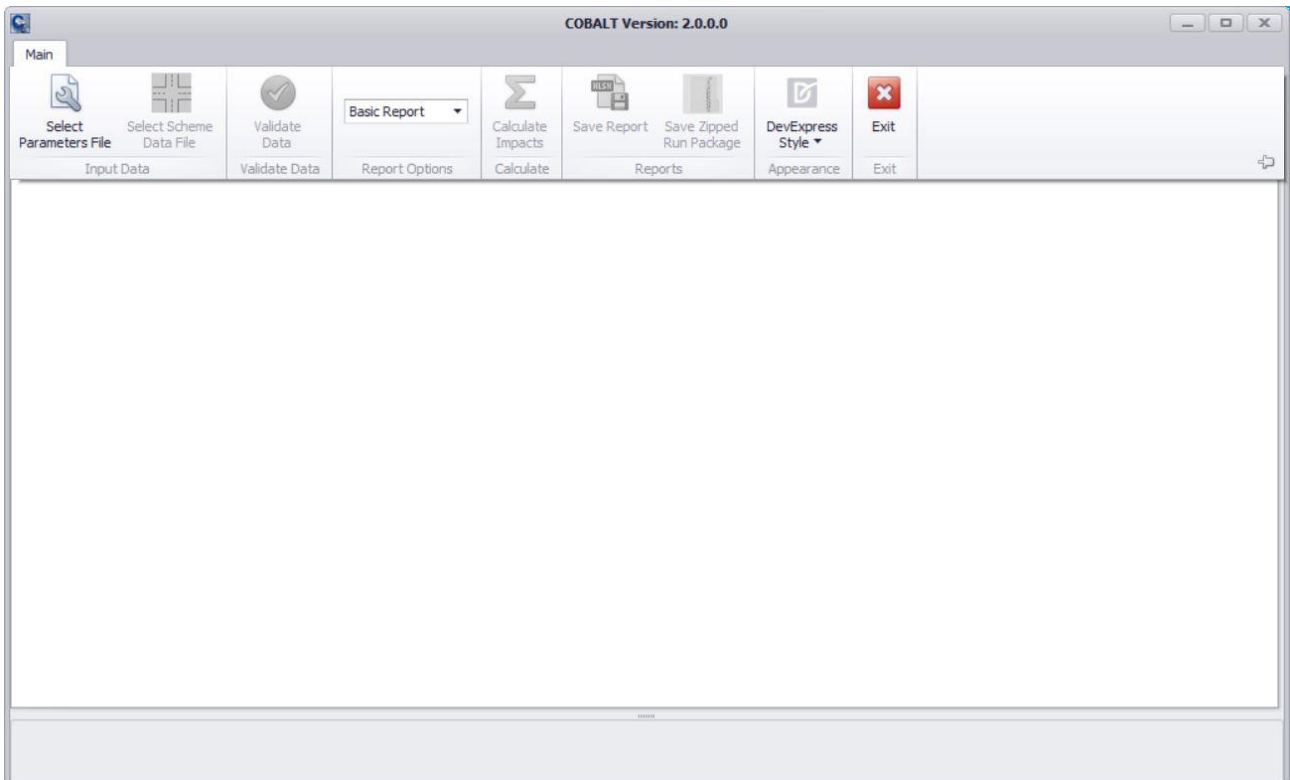 COBALT Version: 2.0.0.0
Main
Select
Parameters File
Select Scheme
Data File
Input Data
Validate
Data
Validate Data
Basic Report
Report Options
Calculate
Impacts
Calculate
XLSX
Save Report
Save Zipped
Run Package
Reports
DevExpress
Style
Appearance
Exit
Exit